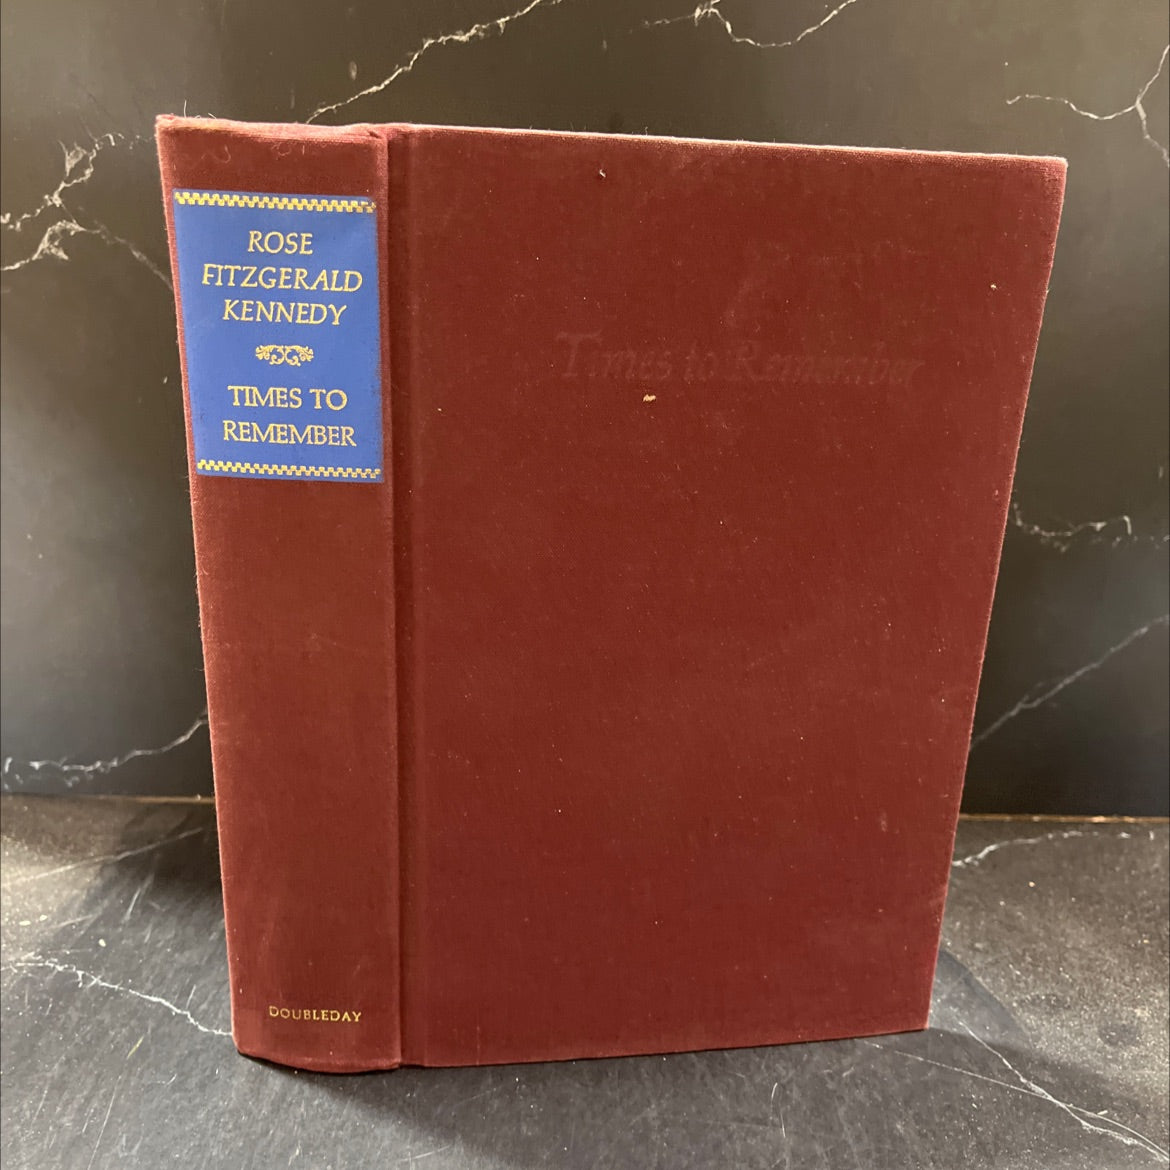 ROSE
FITZGERALD
KENNEDY
TIMES TO
REMEMBER
DOUBLEDAY
Times to Remember